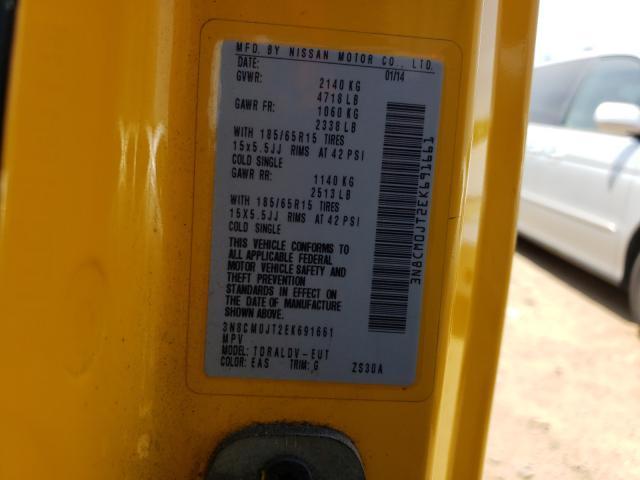 MFD. BY NISSAN MOTOR CO., LTD.
DATE: 01/14
GVWR: 2140 KG
4718 LB
GAWR FR: 1060 KG
2338 LB
WITH 185/65R15 TIRES
15x5.5JJ RIMS AT 42 PSI
COLD SINGLE
GAWR RR: 1140 KG
2513 LB
WITH 185/65R15 TIRES
15X5.5JJ RIMS AT 42 PSI
COLD SINGLE
THIS VEHICLE CONFORMS TO
ALL APPLICABLE FEDERAL
MOTOR VEHICLE SAFETY AND
THEFT PREVENTION
STANDARDS IN EFFECT ON
THE DATE OF MANUFACTURE
SHOWN ABOVE.
3N8CM0JT2EK691661
MPV
MODEL: TDRALDV-EUT
COLOR: EAS TRIM: G ZS30A
3N8CM0JT2EK691661